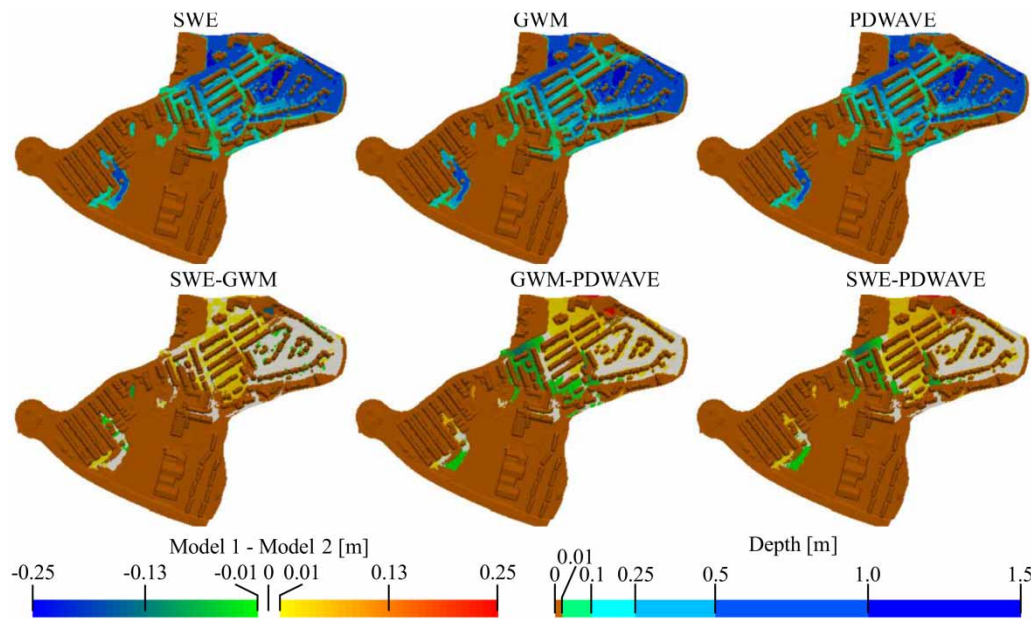 SWE GWM PDWAVE
SWE-GWM GWM-PDWAVE SWE-PDWAVE
Model 1 - Model 2 [m]
-0.25 -0.13 -0.01 0 0.01 0.13 0.25
Depth [m]
0 0.01 0.1 0.25 0.5 1.0 1.5